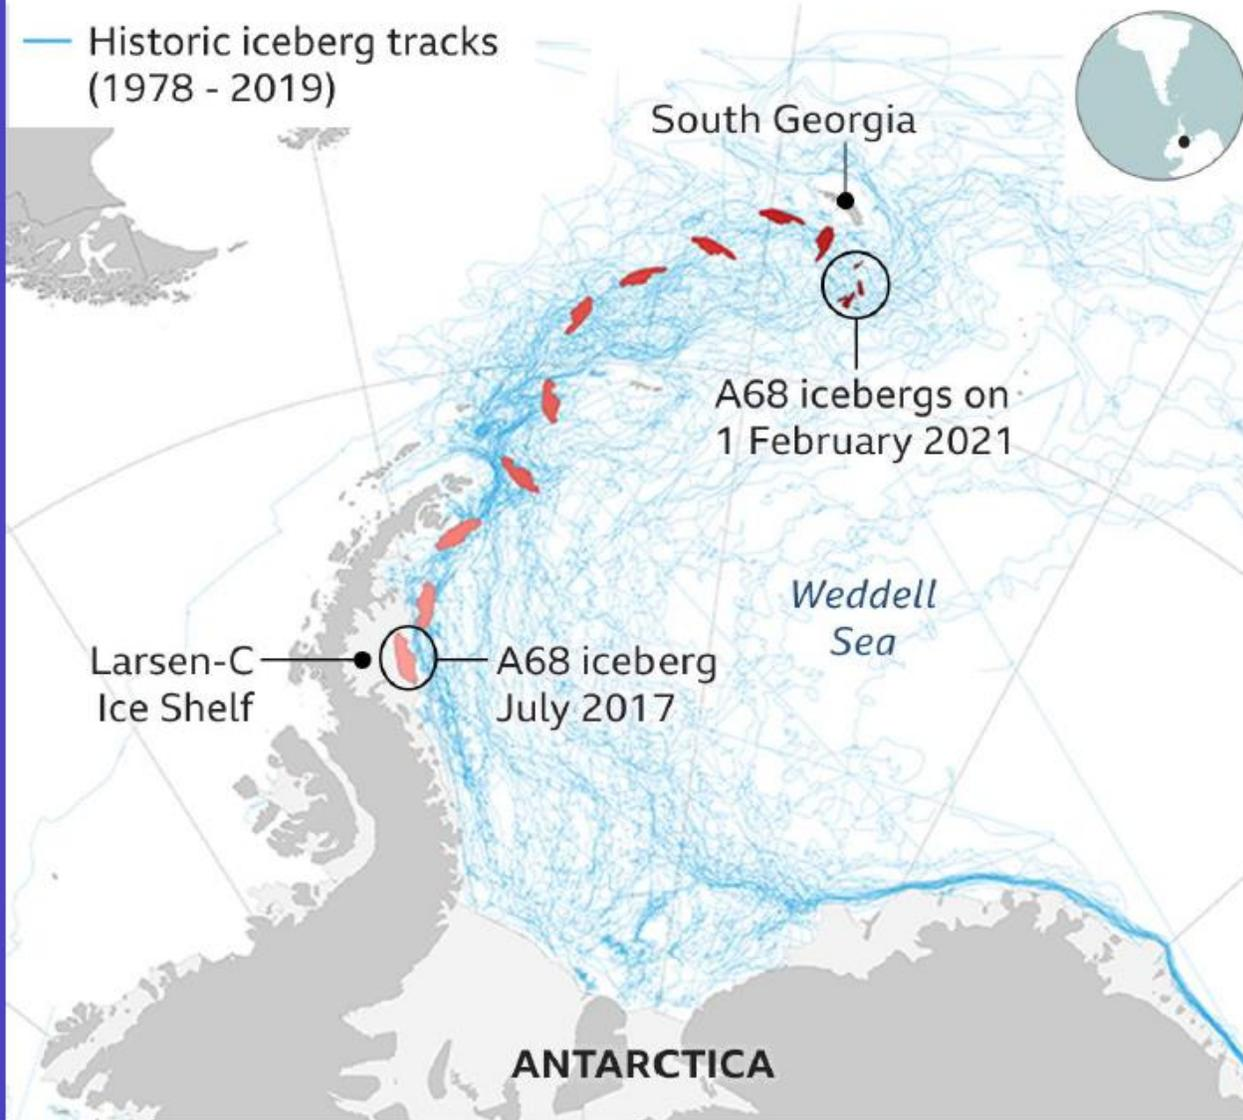 Historic iceberg tracks
(1978 - 2019)
South Georgia
A68 icebergs on
1 February 2021
Weddell
Sea
Larsen-C
Ice Shelf
A68 iceberg
July 2017
ANTARCTICA